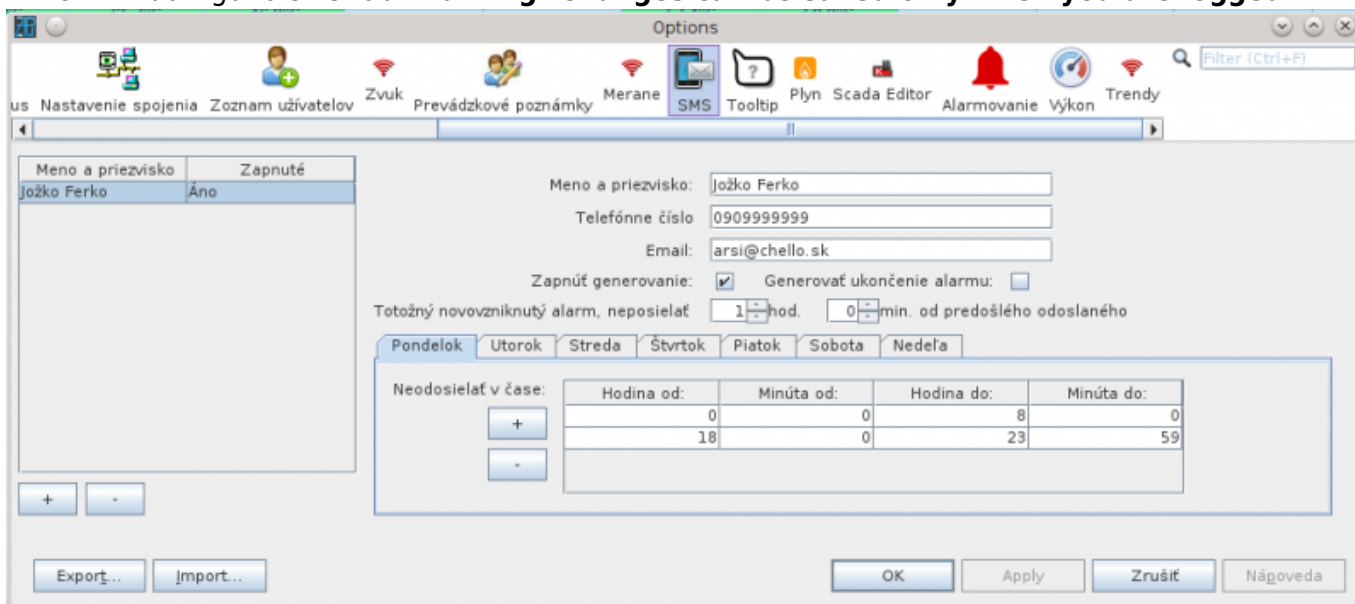 Options
us Nastavenie spojenia Zoznam užívatelov Zvuk Prevádzkové poznámky Merane SMS Tooltip Plyn Scada Editor Alarmovanie Výkon Trendy
Filter (Ctrl+F)
Meno a priezvisko Zapnuté
Jožko Ferko Áno
Meno a priezvisko: Jožko Ferko
Telefónne číslo 0909999999
Email: arsi@chello.sk
Zapnúť generovanie: Generovať ukončenie alarmu:
Totožný novovzniknutý alarm, neposielať 1 hod. 0 min. od predošlého odoslaného
Pondelok Utorok Streda Štvrtok Piatok Sobota Nedeľa
Neodosielať v čase:
Hodina od: Minúta od: Hodina do: Minúta do:
0 0 8 0
18 0 23 59
+
-
+ -
Export... Import... OK Apply Zrušiť Nápoveda